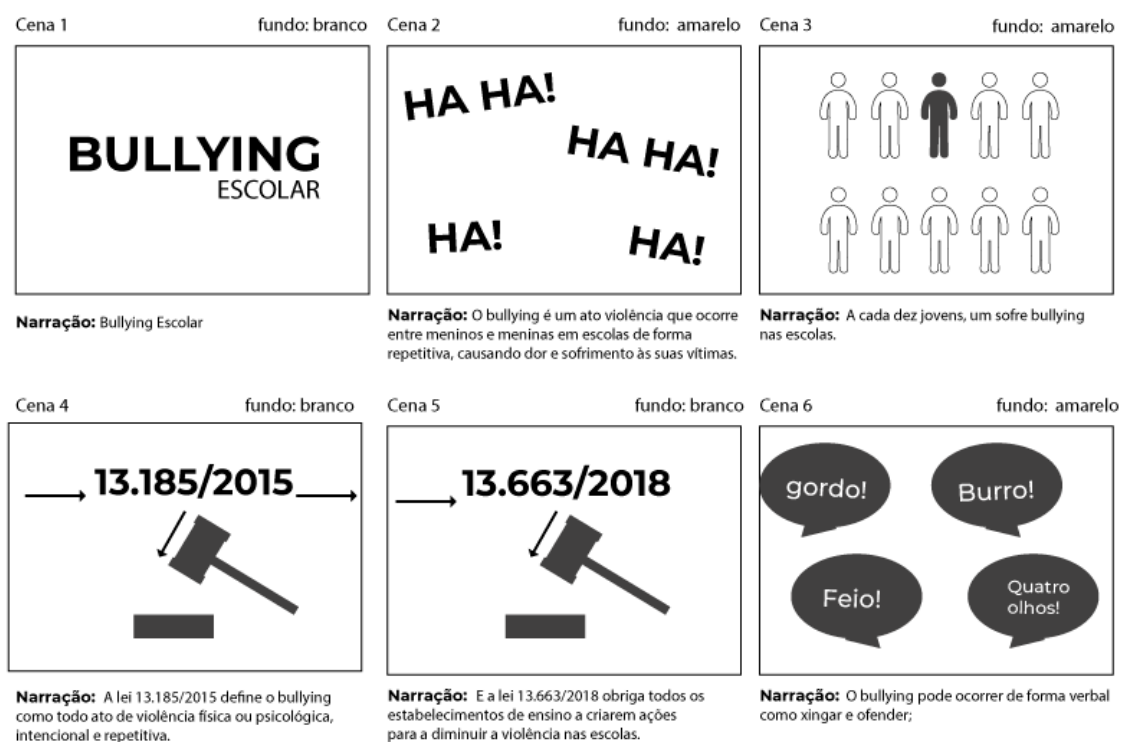 Cena 1
fundo: branco
BULLYING
ESCOLAR
Narração: Bullying Escolar
Cena 2
fundo: amarelo
HA HA!
HA HA!
HA!
HA!
Narração: O bullying é um ato violência que ocorre
entre meninos e meninas em escolas de forma
repetitiva, causando dor e sofrimento às suas vítimas.
Cena 3
fundo: amarelo
Narração: A cada dez jovens, um sofre bullying
nas escolas.
Cena 4
fundo: branco
13.185/2015
Narração: A lei 13.185/2015 define o bullying
como todo ato de violência física ou psicológica,
intencional e repetitiva.
Cena 5
fundo: branco
13.663/2018
Narração: E a lei 13.663/2018 obriga todos os
estabelecimentos de ensino a criarem ações
para a diminuir a violência nas escolas.
Cena 6
fundo: amarelo
gordo!
Burro!
Feio!
Quatro
olhos!
Narração: O bullying pode ocorrer de forma verbal
como xingar e ofender;